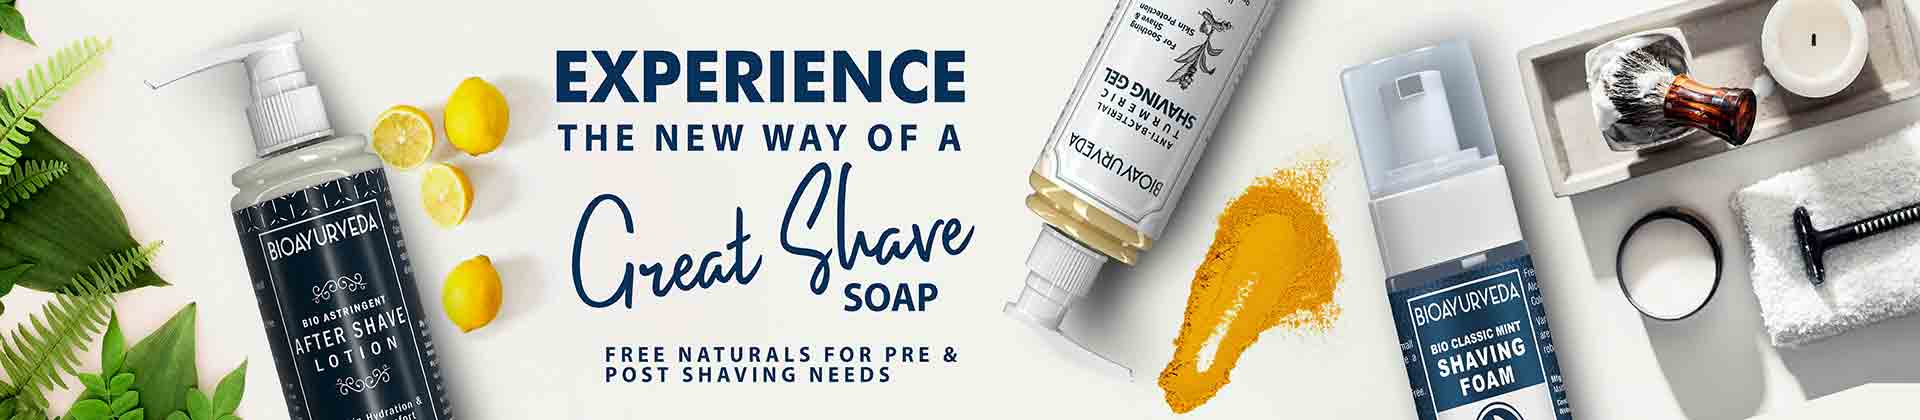 EXPERIENCE
THE NEW WAY OF A
Great Shave
SOAP
FREE NATURALS FOR PRE &
POST SHAVING NEEDS
BIOAYURVEDA
BIO ASTRINGENT
AFTER SHAVE
LOTION
Hydration &
BIOAYURVEDA
ANTI-BACTERIAL
TURMERIC
SHAVING GEL
For Soothing
Shave &
Skin Protection
BIOAYURVEDA
BIO CLASSIC MINT
SHAVING
FOAM